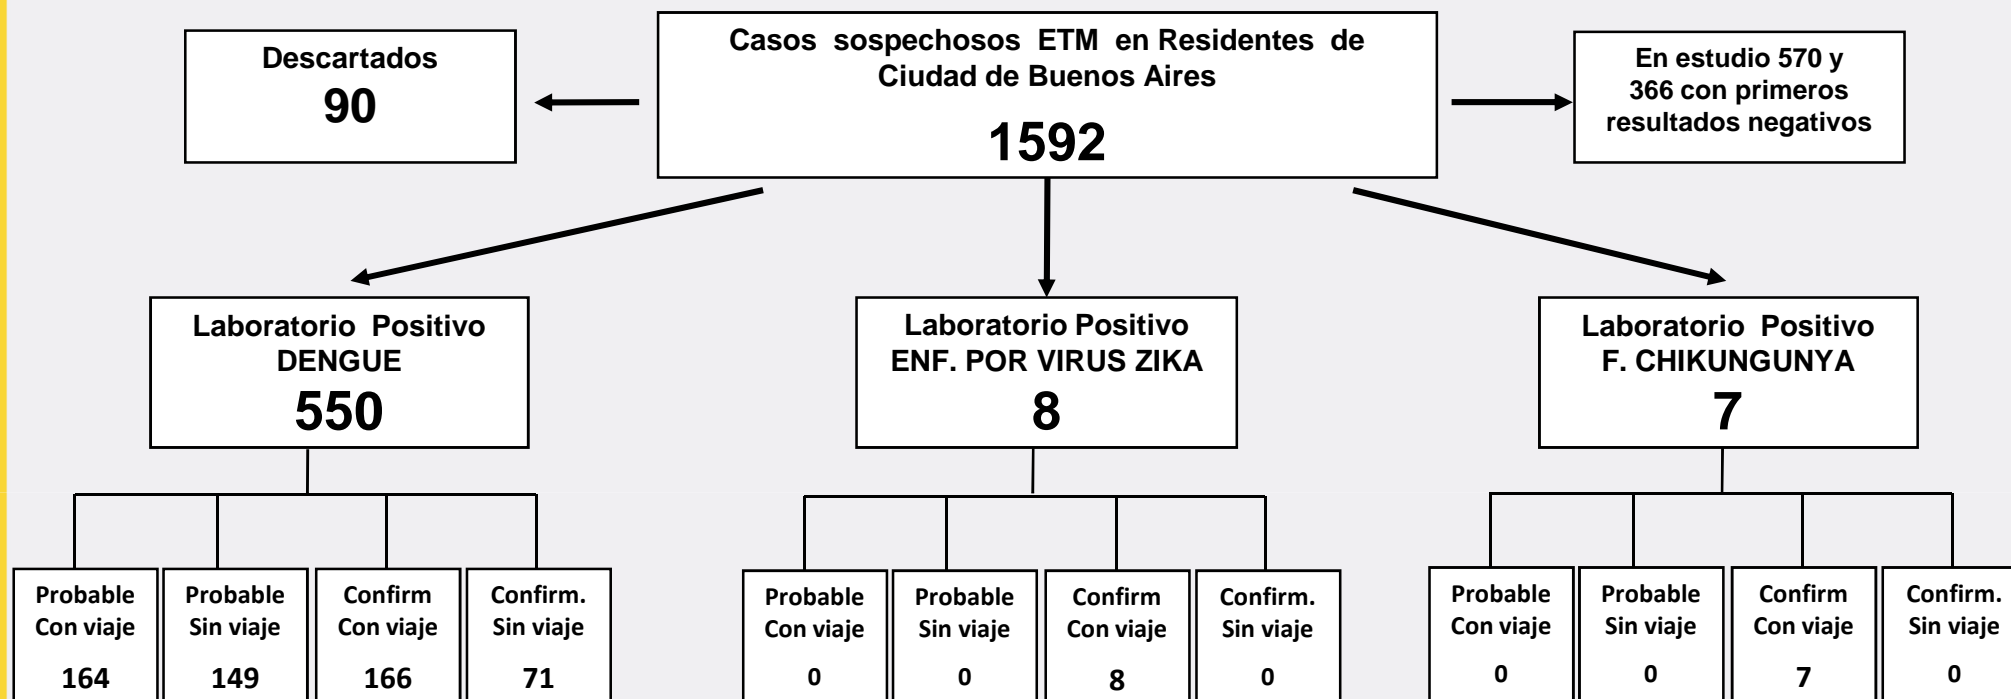 Descartados
90
Casos sospechosos ETM en Residentes de
Ciudad de Buenos Aires
1592
En estudio 570 y
366 con primeros
resultados negativos
Laboratorio Positivo
DENGUE
550
Laboratorio Positivo
ENF. POR VIRUS ZIKA
8
Laboratorio Positivo
F. CHIKUNGUNYA
7
Probable
Con viaje
164
Probable
Sin viaje
149
Confirm
Con viaje
166
Confirm.
Sin viaje
71
Probable
Con viaje
0
Probable
Sin viaje
0
Confirm
Con viaje
8
Confirm.
Sin viaje
0
Probable
Con viaje
0
Probable
Sin viaje
0
Confirm
Con viaje
7
Confirm.
Sin viaje
0